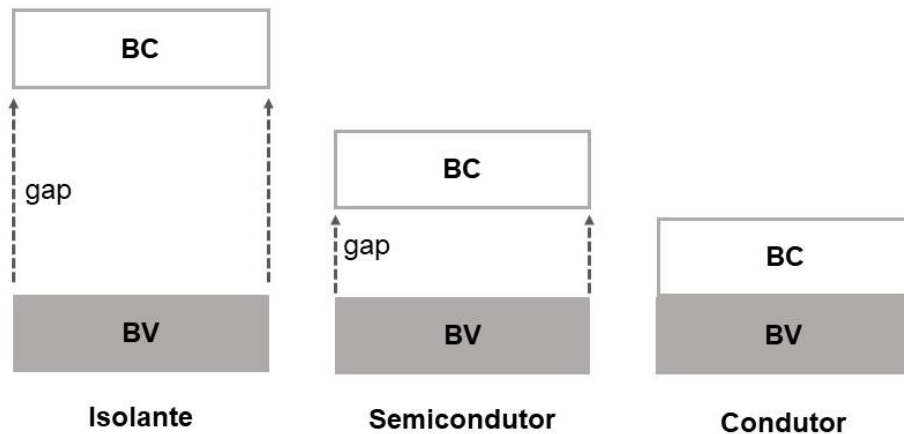 BC
gap
BV
Isolante
BC
gap
BV
Semicondutor
BC
BV
Condutor